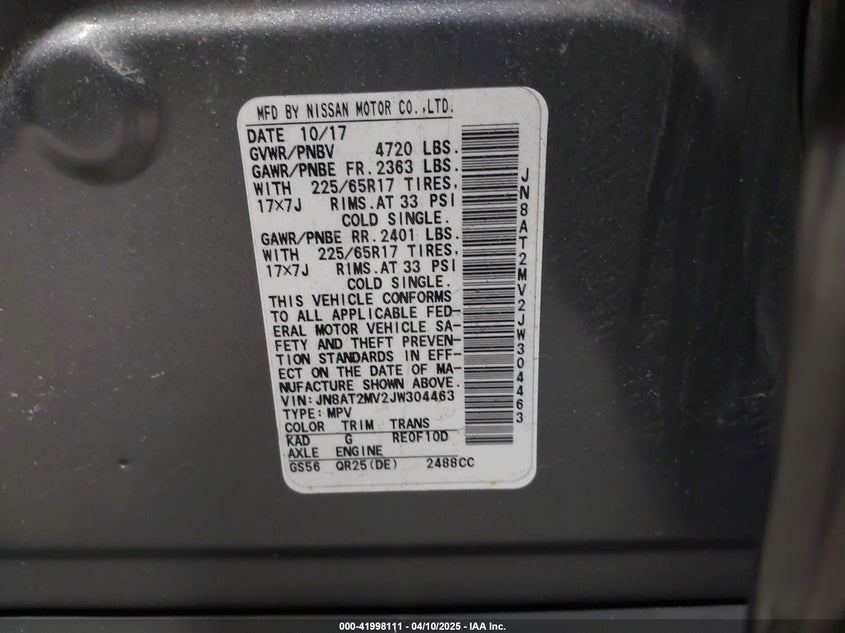 MFD BY NISSAN MOTOR CO.,LTD.
DATE 10/17
GVWR/PNBV 4720 LBS.
GAWR/PNBE FR.2363 LBS.
WITH 225/65R17 TIRES,
17×7J RIMS.AT 33 PSI
COLD SINGLE.
GAWR/PNBE RR.2401 LBS.
WITH 225/65R17 TIRES,
17×7J RIMS.AT 33 PSI
COLD SINGLE.
THIS VEHICLE CONFORMS
TO ALL APPLICABLE FED-
ERAL MOTOR VEHICLE SA-
FETY AND THEFT PREVEN-
TION STANDARDS IN EFF-
ECT ON THE DATE OF MA-
NUFACTURE SHOWN ABOVE.
VIN:JN8AT2MV2JW304463
TYPE:MPV
COLOR TRIM TRANS
KAD G RE0F10D
AXLE ENGINE
GS56 QR25(DE) 2488CC
JN8AT2MV2JW304463
000-41998111 - 04/10/2025 - IAA Inc.